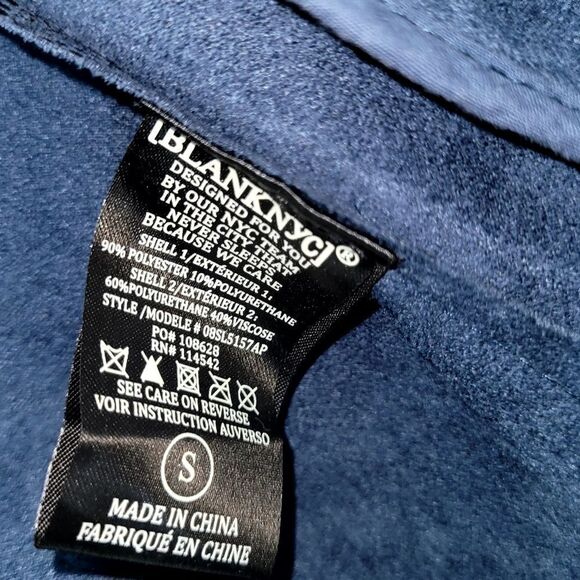 [BLANKNYC]®
DESIGNED FOR YOU
BY OUR NYC TEAM
IN THE CITY THAT
NEVER SLEEPS
BECAUSE WE CARE
SHELL 1/EXTÉRIEUR 1:
90% POLYESTER 10%POLYURETHANE
SHELL 2/EXTÉRIEUR 2:
60%POLYURETHANE 40%VISCOSE
STYLE /MODELE # 08SL5157AP
PO# 108628
RN# 114542
SEE CARE ON REVERSE
VOIR INSTRUCTION AUVERSO
S
MADE IN CHINA
FABRIQUÉ EN CHINE